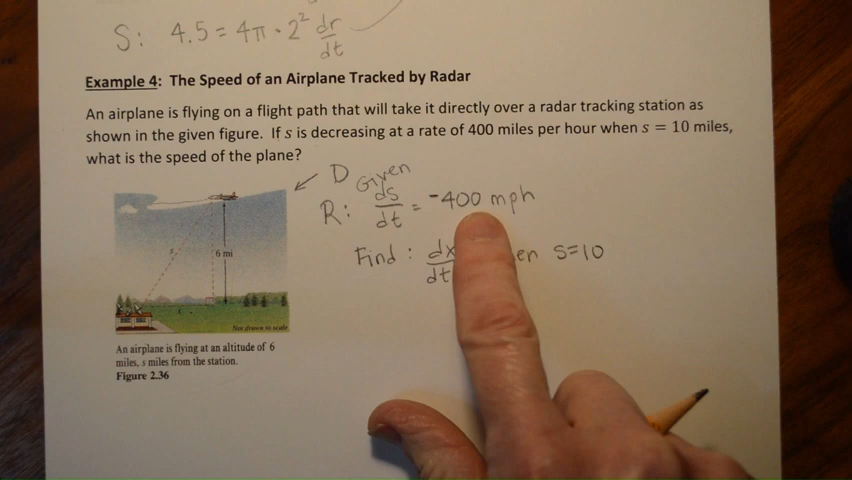 S: 4.5 = 4π · 2² dr/dt
Example 4: The Speed of an Airplane Tracked by Radar
An airplane is flying on a flight path that will take it directly over a radar tracking station as
shown in the given figure. If s is decreasing at a rate of 400 miles per hour when s = 10 miles,
what is the speed of the plane?
D
Given
R: ds/dt = -400 mph
Find: dx/dt en S=10
s
6 mi
Not drawn to scale
An airplane is flying at an altitude of 6
miles, s miles from the station.
Figure 2.36